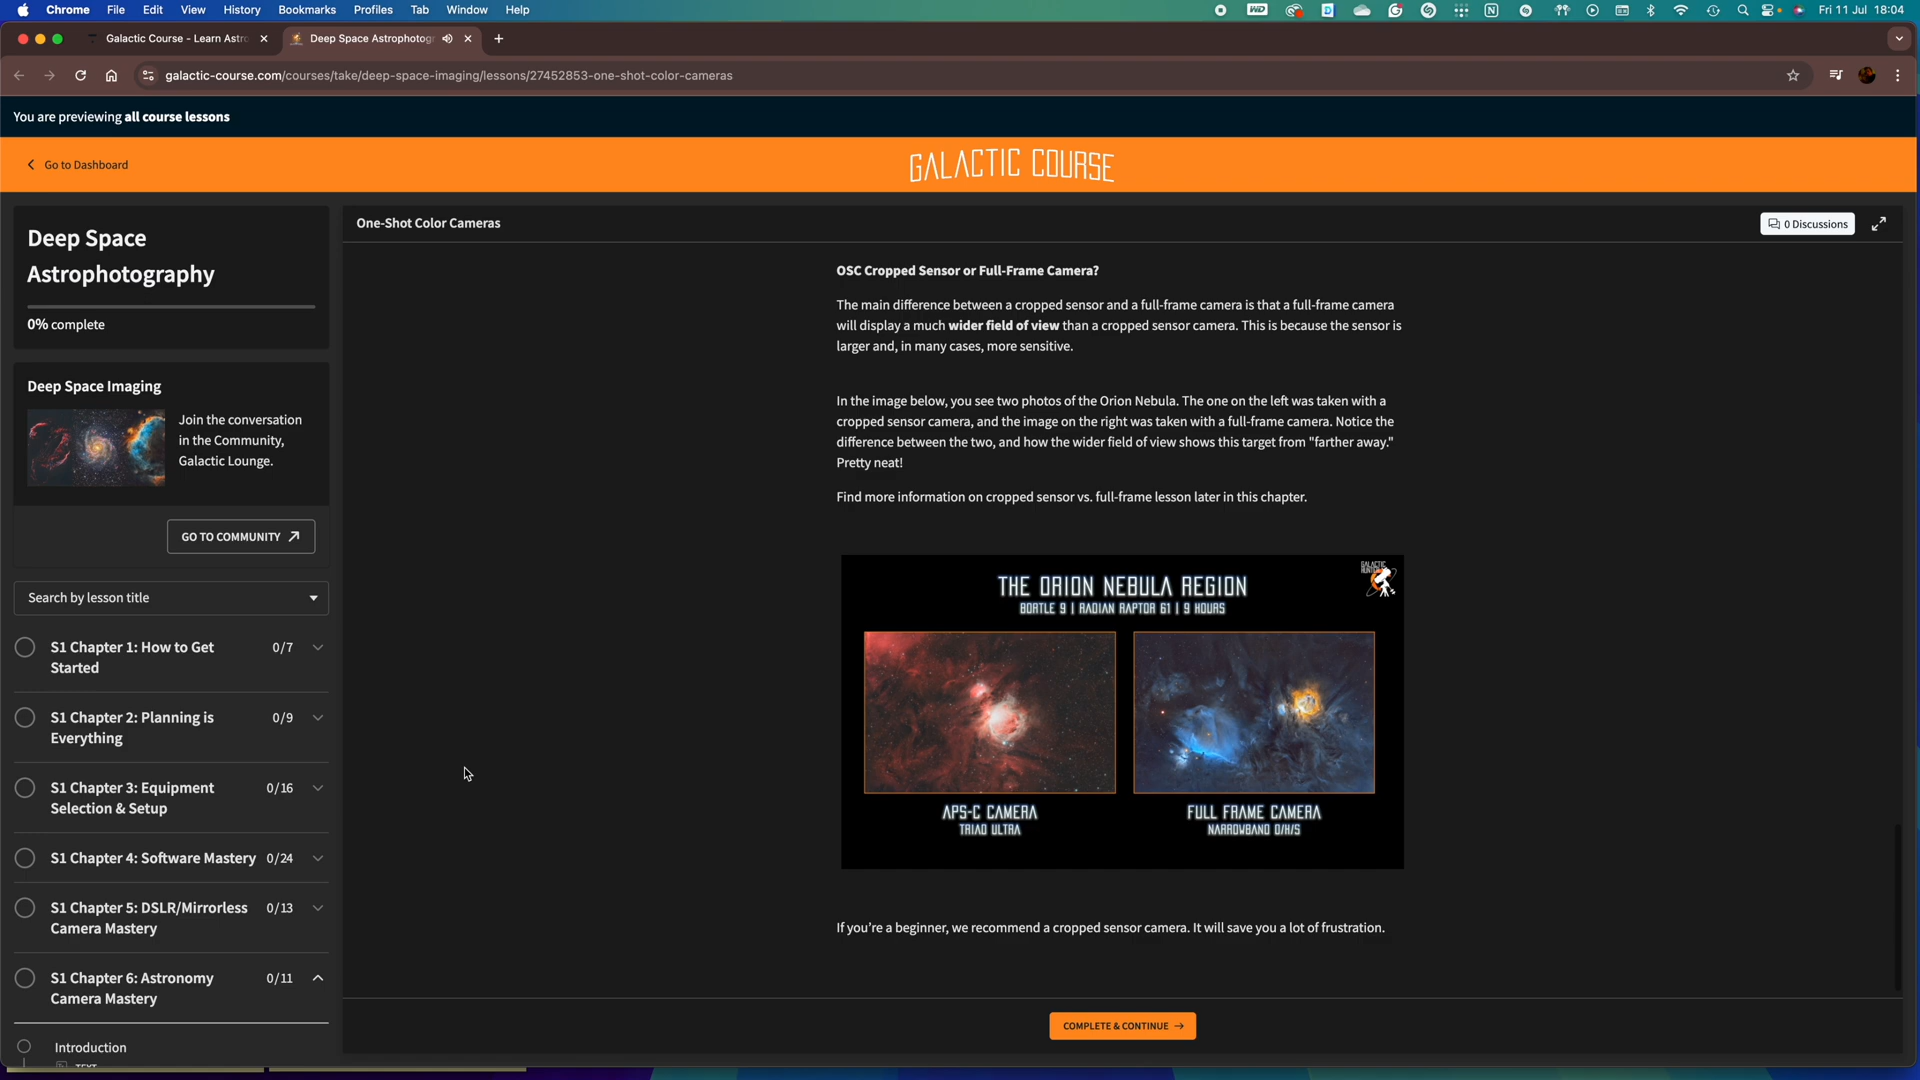 Chrome File Edit View History Bookmarks Profiles Tab Window Help
Fri 11 Jul 18:04
Galactic Course - Learn Astro
Deep Space Astrophotogr
galactic-course.com/courses/take/deep-space-imaging/lessons/27452853-one-shot-color-cameras
You are previewing all course lessons
Go to Dashboard
GALACTIC COURSE
Deep Space
Astrophotography
0% complete
Deep Space Imaging
Join the conversation
in the Community,
Galactic Lounge.
GO TO COMMUNITY
Search by lesson title
S1 Chapter 1: How to Get
Started
0/7
S1 Chapter 2: Planning is
Everything
0/9
S1 Chapter 3: Equipment
Selection & Setup
0/16
S1 Chapter 4: Software Mastery
0/24
S1 Chapter 5: DSLR/Mirrorless
Camera Mastery
0/13
S1 Chapter 6: Astronomy
Camera Mastery
0/11
Introduction
TEXT
One-Shot Color Cameras
0 Discussions
OSC Cropped Sensor or Full-Frame Camera?
The main difference between a cropped sensor and a full-frame camera is that a full-frame camera
will display a much wider field of view than a cropped sensor camera. This is because the sensor is
larger and, in many cases, more sensitive.
In the image below, you see two photos of the Orion Nebula. The one on the left was taken with a
cropped sensor camera, and the image on the right was taken with a full-frame camera. Notice the
difference between the two, and how the wider field of view shows this target from "farther away."
Pretty neat!
Find more information on cropped sensor vs. full-frame lesson later in this chapter.
THE ORION NEBULA REGION
BORTLE 9 | RADIAN RAPTOR 61 | 9 HOURS
GALACTIC
HUNTER
APS-C CAMERA
TRIAD ULTRA
FULL FRAME CAMERA
NARROWBAND O/H/S
If you're a beginner, we recommend a cropped sensor camera. It will save you a lot of frustration.
COMPLETE & CONTINUE